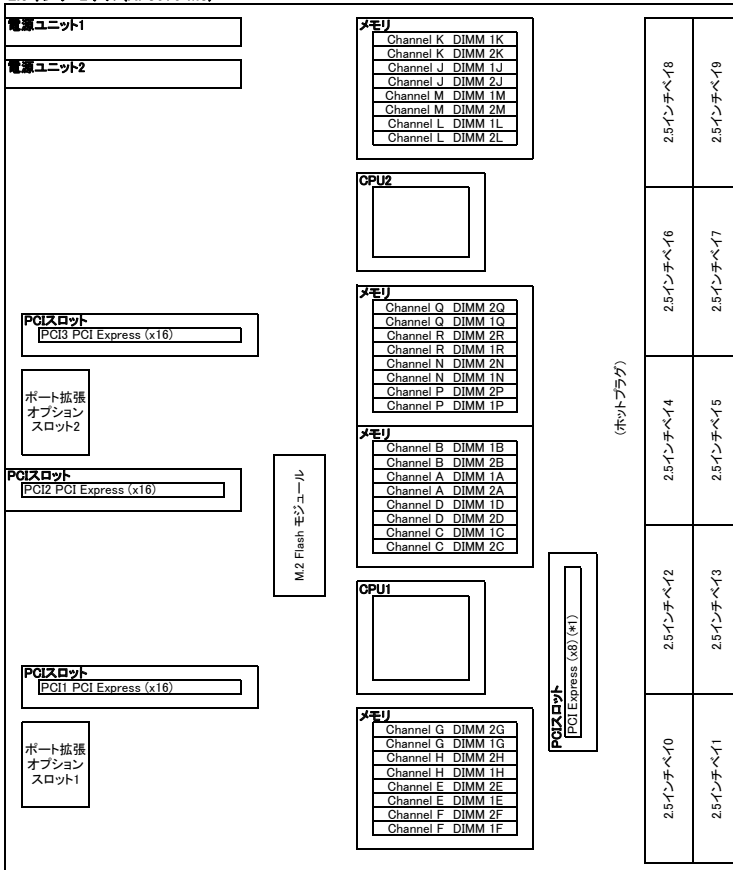 電源ユニット1
電源ユニット2
メモリ
Channel K DIMM 1K
Channel K DIMM 2K
Channel J DIMM 1J
Channel J DIMM 2J
Channel M DIMM 1M
Channel M DIMM 2M
Channel L DIMM 1L
Channel L DIMM 2L
CPU2
メモリ
Channel Q DIMM 2Q
Channel Q DIMM 1Q
Channel R DIMM 2R
Channel R DIMM 1R
Channel N DIMM 2N
Channel N DIMM 1N
Channel P DIMM 2P
Channel P DIMM 1P
PCIスロット
PCI3 PCI Express (x16)
ポート拡張
オプション
スロット2
メモリ
Channel B DIMM 1B
Channel B DIMM 2B
Channel A DIMM 1A
Channel A DIMM 2A
Channel D DIMM 1D
Channel D DIMM 2D
Channel C DIMM 1C
Channel C DIMM 2C
PCIスロット
PCI2 PCI Express (x16)
M.2 Flash モジュール
CPU1
PCIスロット
PCI Express (x8) (*1)
PCIスロット
PCI1 PCI Express (x16)
ポート拡張
オプション
スロット1
メモリ
Channel G DIMM 2G
Channel G DIMM 1G
Channel H DIMM 2H
Channel H DIMM 1H
Channel E DIMM 2E
Channel E DIMM 1E
Channel F DIMM 2F
Channel F DIMM 1F
(ホットプラグ)
2.5インチベイ8
2.5インチベイ9
2.5インチベイ6
2.5インチベイ7
2.5インチベイ4
2.5インチベイ5
2.5インチベイ2
2.5インチベイ3
2.5インチベイ0
2.5インチベイ1